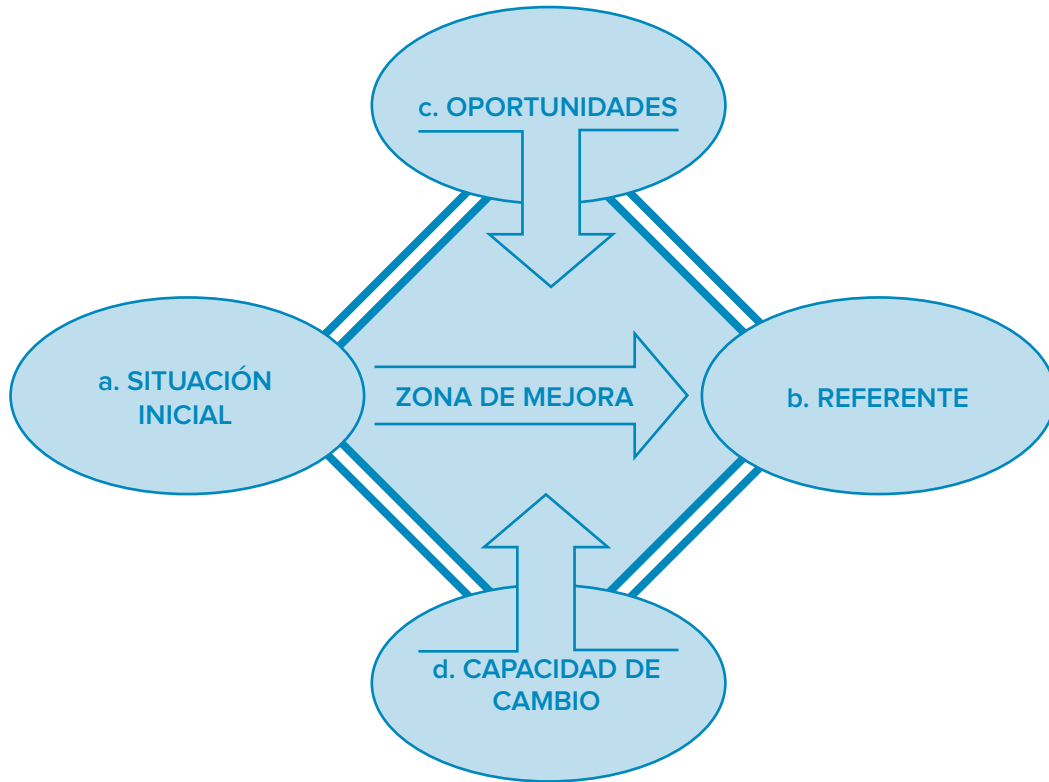 c. OPORTUNIDADES
a. SITUACIÓN
INICIAL
ZONA DE MEJORA
b. REFERENTE
d. CAPACIDAD DE
CAMBIO